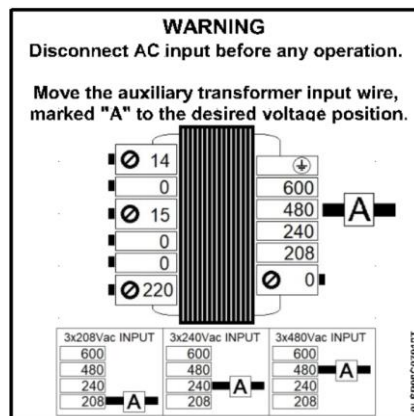 WARNING
Disconnect AC input before any operation.
Move the auxiliary transformer input wire,
marked "A" to the desired voltage position.
14
0
15
0
0
220
600
480
240
208
0
A
3x208Vac INPUT
600
480
240
208
A
3x240Vac INPUT
600
480
240
208
A
3x480Vac INPUT
600
480
240
208
A